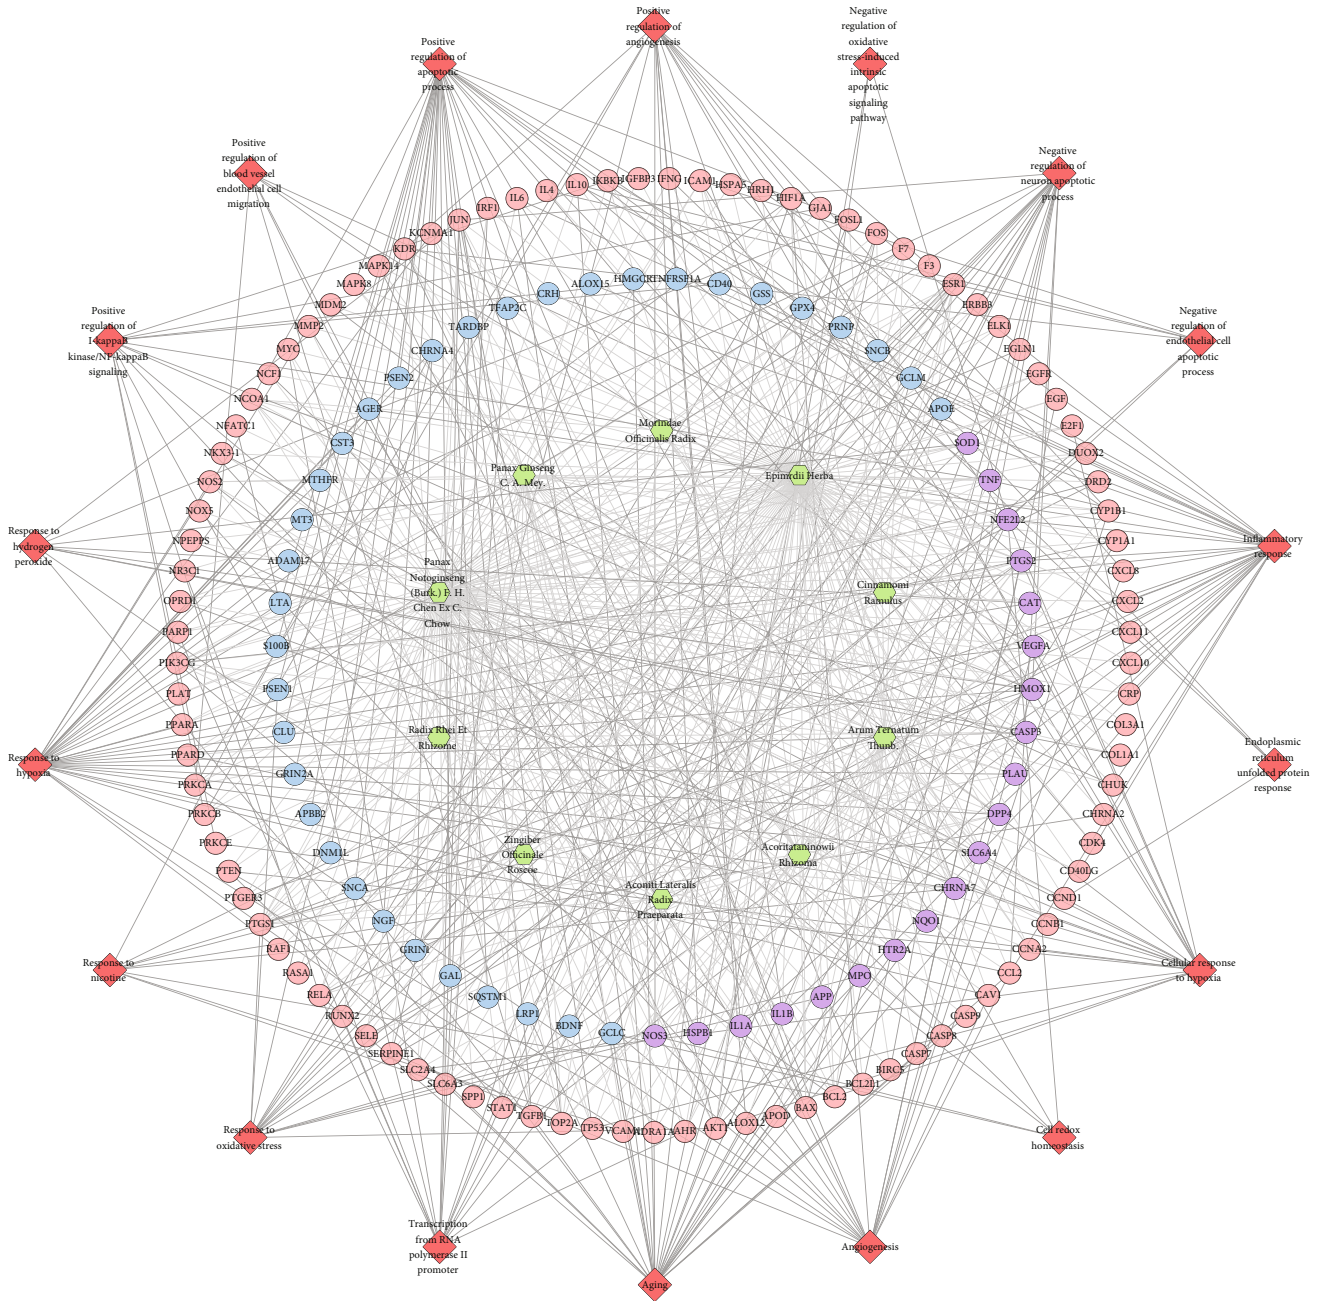 Positive
regulation of
angiogenesis
Negative
regulation of
oxidative
stress-induced
intrinsic
apoptotic
signaling
pathway
Positive
regulation of
apoptotic
process
Positive
regulation of
blood vessel
endothelial cell
migration
Negative
regulation of
neuron apoptotic
process
Positive
regulation of
I-kappaB
kinase/NF-kappaB
signaling
Negative
regulation of
endothelial cell
apoptotic
process
Response to
hydrogen
peroxide
Inflammatory
response
Response to
hypoxia
Endoplasmic
reticulum
unfolded protein
response
Response to
nicotine
Cellular response
to hypoxia
Response to
oxidative stress
Cell redox
homeostasis
Transcription
from RNA
polymerase II
promoter
Angiogenesis
Aging
IFNG
ICAM1
HSPA5
HRH1
HIF1A
GJA1
FOSL1
FOS
F7
F3
ESR1
ERBB3
ELK1
EGLN1
EGFR
EGF
E2F1
DUOX2
DRD2
CYP1B1
CYP1A1
CXCL8
CXCL2
CXCL11
CXCL10
CRP
COL3A1
COL1A1
CHUK
CHRNA2
CDK4
CD40LG
CCND1
CCNB1
CCNA2
CCL2
CAV1
CASP9
CASP8
CASP7
BIRC5
BCL2L1
BCL2
BAX
APOD
ALOX12
AKT1
AHR
ADRA1A
VCAM1
TP53
TOP2A
TGFB1
STAT1
SPP1
SLC6A3
SLC2A4
SERPINE1
SELE
RUNX2
RELA
RASA1
RAF1
PTGS1
PTGER3
PTEN
PRKCE
PRKCB
PRKCA
PPARD
PPARA
PLAT
PIK3CG
PARP1
OPRD1
NR3C1
NPEPPS
NOX5
NOS2
NKX3-1
NFATC1
NCOA1
NCF1
MYC
MMP2
MDM2
MAPK8
MAPK14
KDR
KCNMA1
JUN
IRF1
IL6
IL4
IL10
IKBKB
IGFBP3
HMGCR
TNFRSF1A
CD40
GSS
GPX4
PRNP
SNCB
GCLM
APOE
SOD1
TNF
NFE2L2
PTGS2
CAT
VEGFA
HMOX1
CASP3
PLAU
DPP4
SLC6A4
CHRNA7
NQO1
HTR2A
MPO
APP
IL1B
IL1A
HSPB1
NOS3
GCLC
BDNF
LRP1
SQSTM1
GAL
GRIN1
NGF
SNCA
DNM1L
APBB2
GRIN2A
CLU
PSEN1
S100B
LTA
ADAM17
MT3
MTHFR
CST3
AGER
PSEN2
CHRNA4
TARDBP
TFAP2C
CRH
ALOX15
Morindae
Officinalis Radix
Panax Ginseng
C. A. Mey.
Epimrdii Herba
Panax
Notoginseng
(Burk.) F. H.
Chen Ex C.
Chow
Cinnamomi
Ramulus
Radix Rhei Et
Rhizome
Arum Ternatum
Thunb.
Zingiber
Officinale
Roscoe
Acoritataninowii
Rhizoma
Aconiti Lateralis
Radix
Praeparata